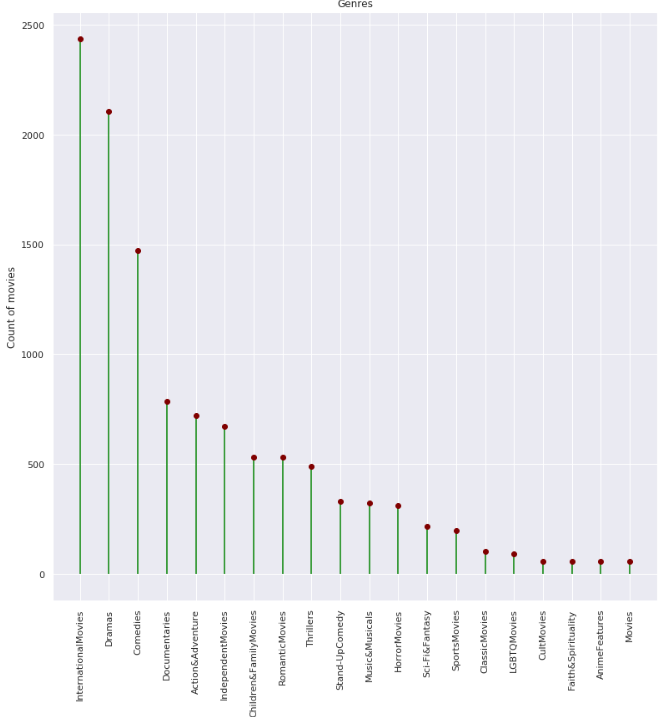 Genres
2500
2000
1500
1000
500
0
Count of movies
InternationalMovies
Dramas
Comedies
Documentaries
Action&Adventure
IndependentMovies
Children&FamilyMovies
RomanticMovies
Thrillers
Stand-UpComedy
Music&Musicals
HorrorMovies
Sci-Fi&Fantasy
SportsMovies
ClassicMovies
LGBTQMovies
CultMovies
Faith&Spirituality
AnimeFeatures
Movies